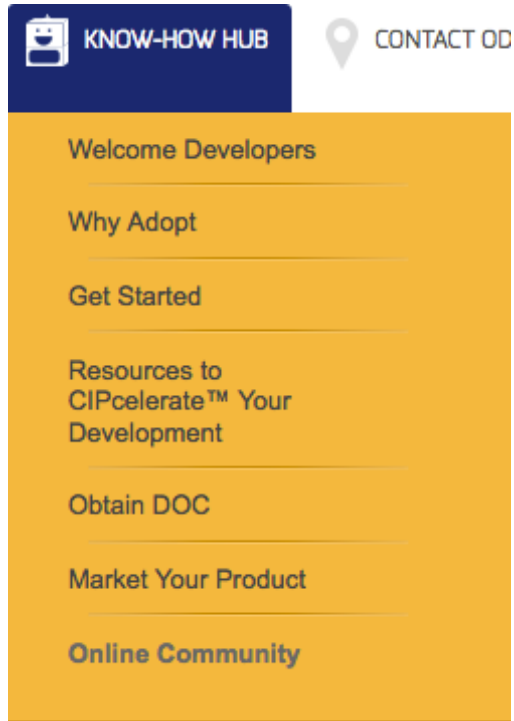 KNOW-HOW HUB
CONTACT OD
Welcome Developers
Why Adopt
Get Started
Resources to
CIPcelerate™ Your
Development
Obtain DOC
Market Your Product
Online Community